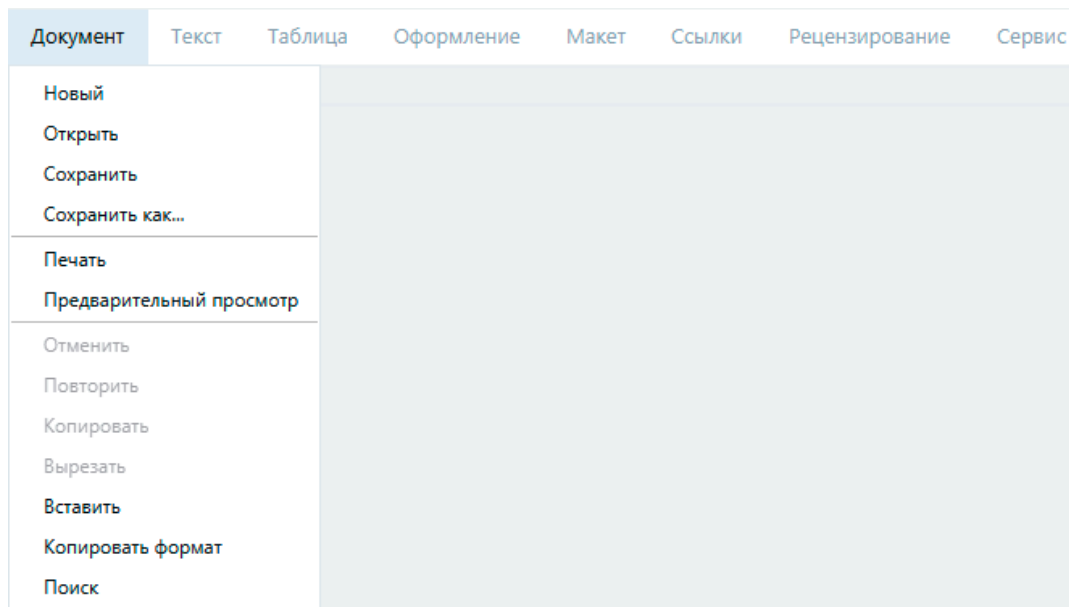 Документ Текст Таблица Оформление Макет Ссылки Рецензирование Сервис
Новый
Открыть
Сохранить
Сохранить как...
Печать
Предварительный просмотр
Отменить
Повторить
Копировать
Вырезать
Вставить
Копировать формат
Поиск